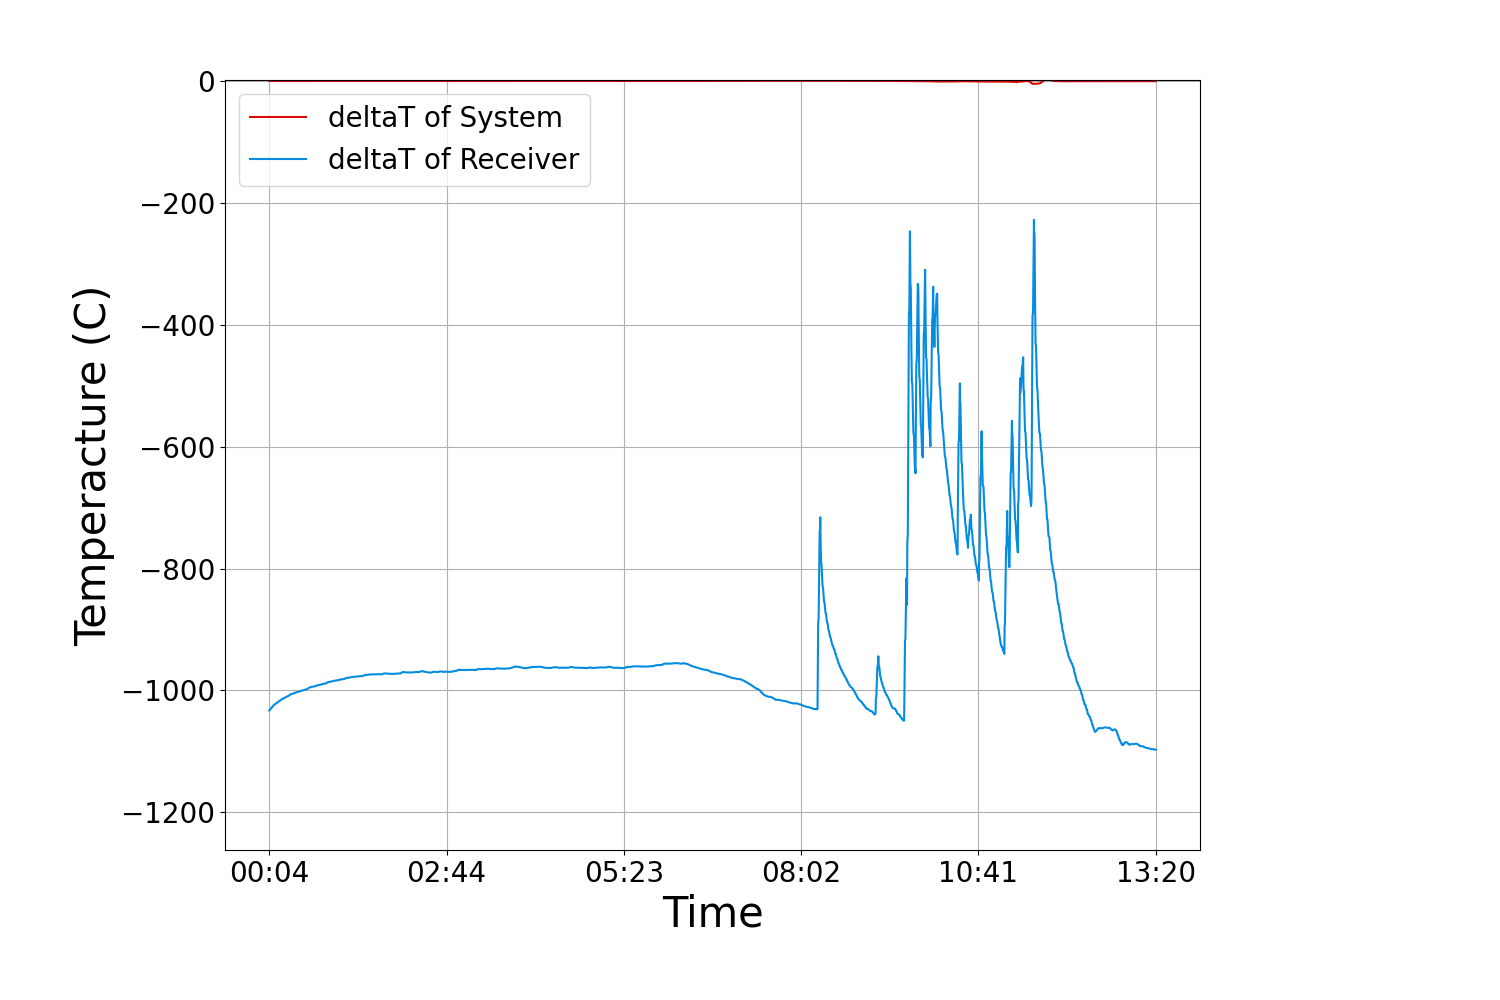 0
deltaT of System
deltaT of Receiver
−200
−400
−600
−800
−1000
−1200
Temperacture (C)
00:04 02:44 05:23 08:02 10:41 13:20
Time